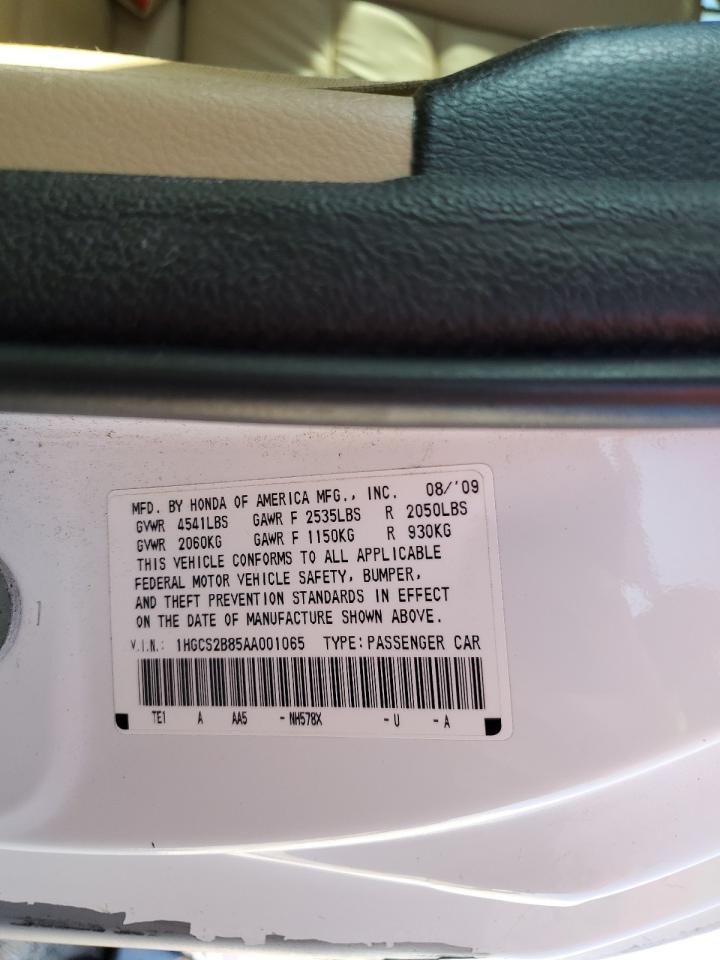 MFD. BY HONDA OF AMERICA MFG., INC. 08/'09
GVWR 4541LBS GAWR F 2535LBS R 2050LBS
GVWR 2060KG GAWR F 1150KG R 930KG
THIS VEHICLE CONFORMS TO ALL APPLICABLE
FEDERAL MOTOR VEHICLE SAFETY, BUMPER,
AND THEFT PREVENTION STANDARDS IN EFFECT
ON THE DATE OF MANUFACTURE SHOWN ABOVE.
V.I.N.: 1HGCS2B85AA001065 TYPE: PASSENGER CAR
TE1 A AA5 - NH578X - U - A